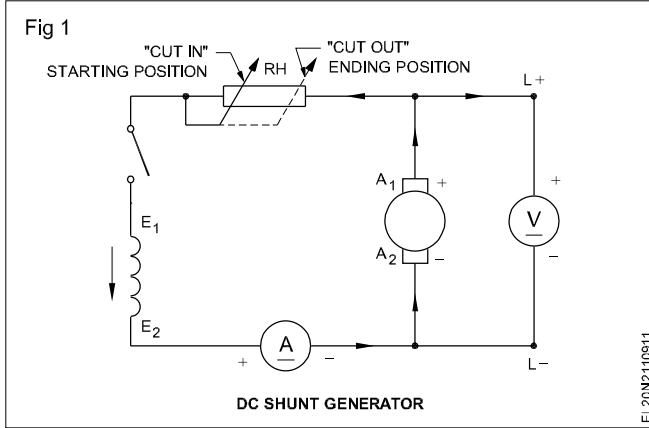 Fig 1
"CUT IN"
STARTING POSITION
RH
"CUT OUT"
ENDING POSITION
L+
A1
+
A2
–
+
V
–
E1
E2
+
A
–
L–
DC SHUNT GENERATOR
EL20N2110911